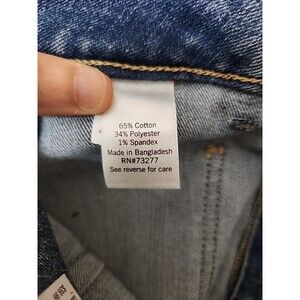 65% Cotton
34% Polyester
1% Spandex
Made in Bangladesh
RN#73277
See reverse for care